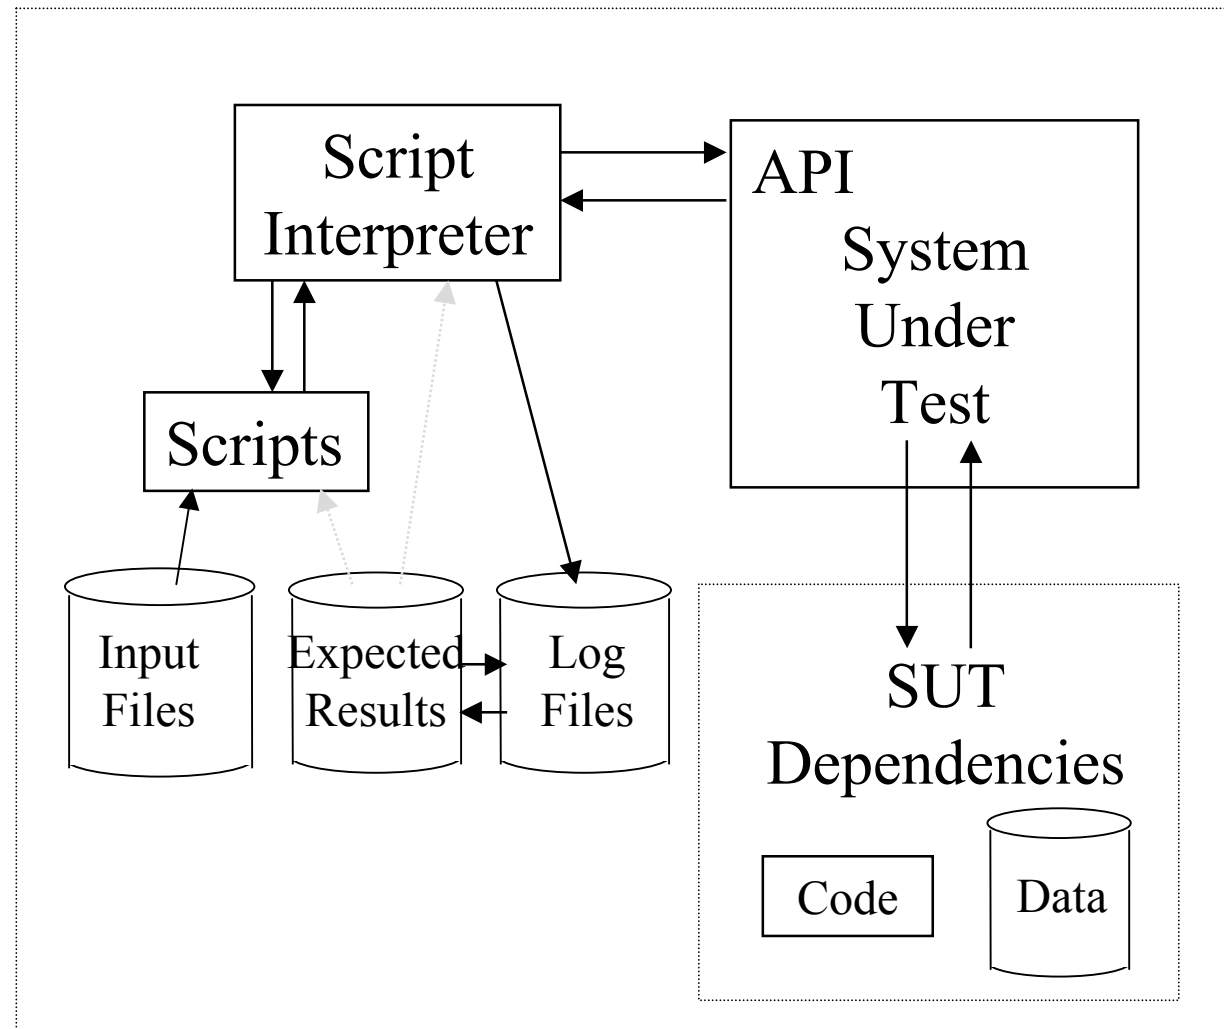 Script
Interpreter
API
System
Under
Test
Scripts
Input
Files
Expected
Results
Log
Files
SUT
Dependencies
Code
Data